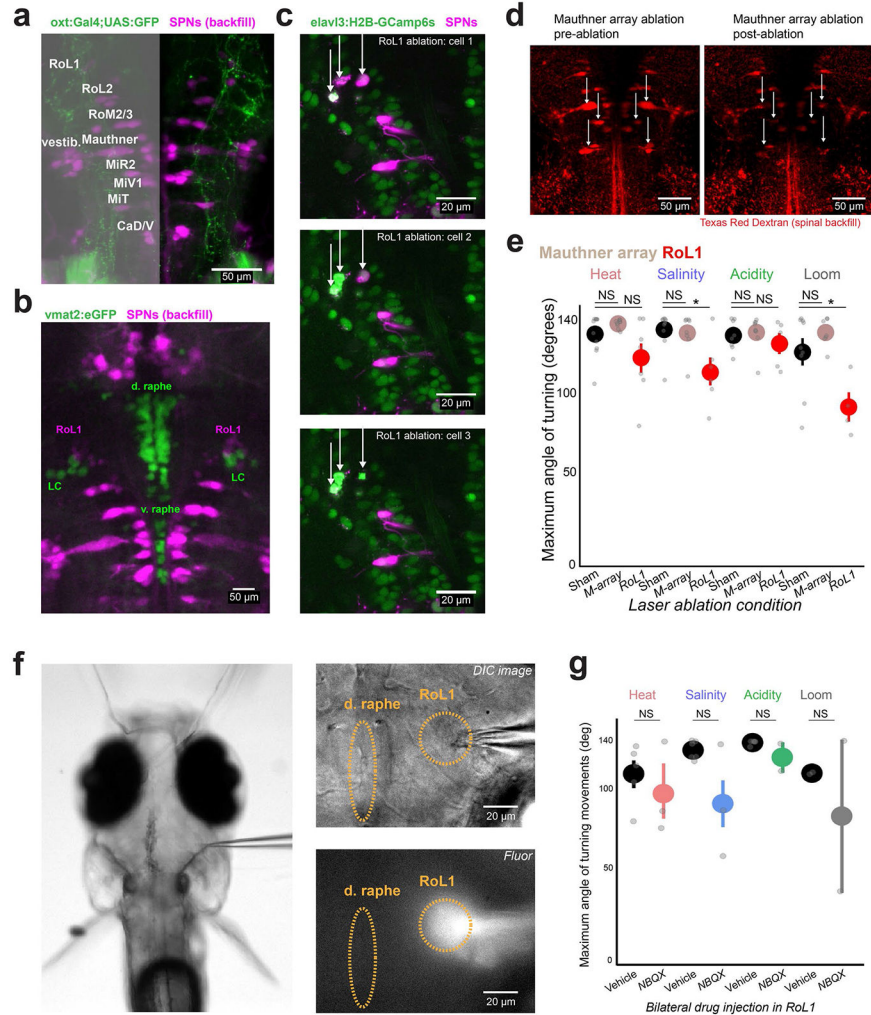 a
oxt:Gal4;UAS:GFP SPNs (backfill)
RoL1
RoL2
RoM2/3
vestib. Mauthner
MiR2
MiV1
MiT
CaD/V
50 µm
b
vmat2:eGFP SPNs (backfill)
d. raphe
RoL1 RoL1
LC LC
v. raphe
50 µm
c
elavl3:H2B-GCamp6s SPNs
RoL1 ablation: cell 1
20 µm
RoL1 ablation: cell 2
20 µm
RoL1 ablation: cell 3
20 µm
d
Mauthner array ablation
pre-ablation
Mauthner array ablation
post-ablation
50 µm
50 µm
Texas Red Dextran (spinal backfill)
e
Mauthner array RoL1
Heat Salinity Acidity Loom
NS NS NS * NS NS NS *
Maximum angle of turning (degrees)
140
100
50
0
Sham M-array RoL1 Sham M-array RoL1 Sham M-array RoL1 Sham M-array RoL1
Laser ablation condition
f
DIC image
RoL1
d. raphe
20 µm
Fluor
RoL1
d. raphe
20 µm
g
Heat Salinity Acidity Loom
NS NS NS NS
Maximum angle of turning movements (deg)
140
100
50
0
Vehicle NBQX Vehicle NBQX Vehicle NBQX Vehicle NBQX
Bilateral drug injection in RoL1